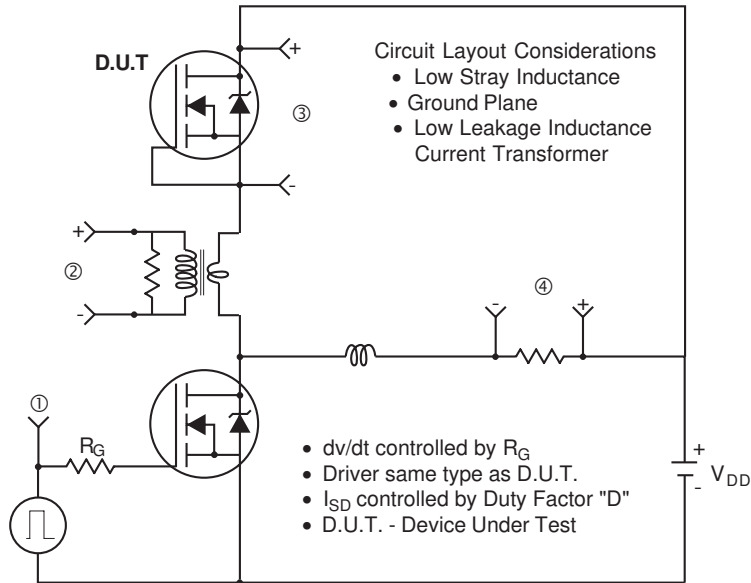 D.U.T
+
③
-
Circuit Layout Considerations
• Low Stray Inductance
• Ground Plane
• Low Leakage Inductance
Current Transformer
+
②
-
-
④
+
①
R_G
• dv/dt controlled by R_G
• Driver same type as D.U.T.
• I_SD controlled by Duty Factor "D"
• D.U.T. - Device Under Test
+
V_DD
-